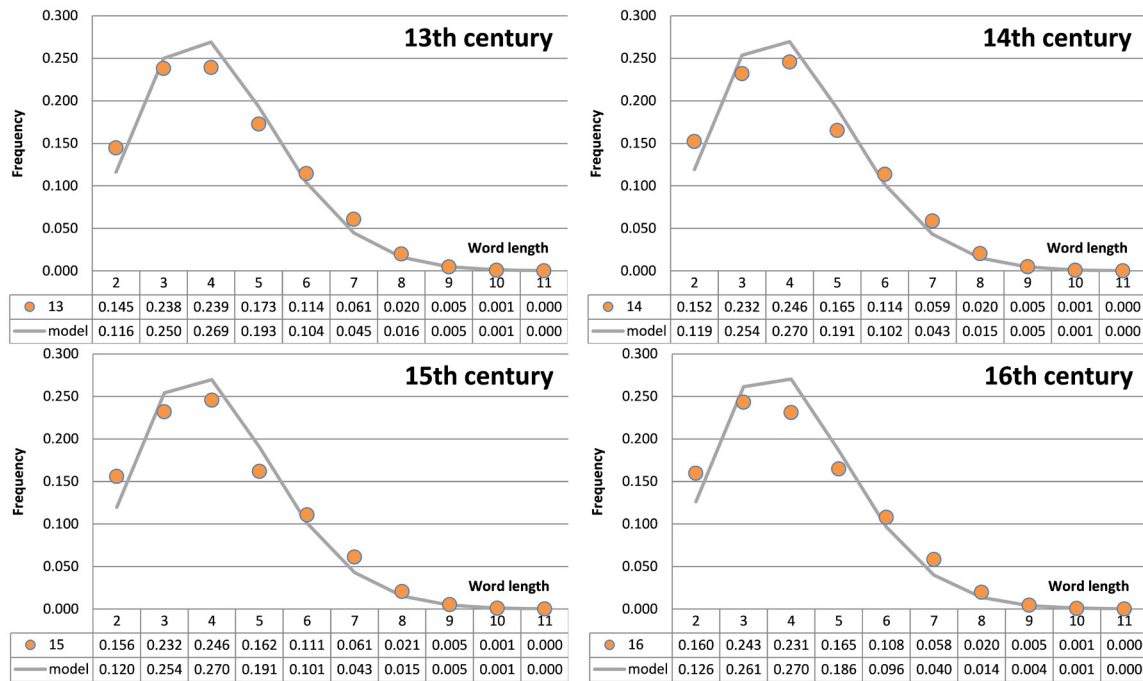 13th century
Frequency
0.300
0.250
0.200
0.150
0.100
0.050
0.000
Word length
2 3 4 5 6 7 8 9 10 11
13 0.145 0.238 0.239 0.173 0.114 0.061 0.020 0.005 0.001 0.000
model 0.116 0.250 0.269 0.193 0.104 0.045 0.016 0.005 0.001 0.000
14th century
Frequency
0.300
0.250
0.200
0.150
0.100
0.050
0.000
Word length
2 3 4 5 6 7 8 9 10 11
14 0.152 0.232 0.246 0.165 0.114 0.059 0.020 0.005 0.001 0.000
model 0.119 0.254 0.270 0.191 0.102 0.043 0.015 0.005 0.001 0.000
15th century
Frequency
0.300
0.250
0.200
0.150
0.100
0.050
0.000
Word length
2 3 4 5 6 7 8 9 10 11
15 0.156 0.232 0.246 0.162 0.111 0.061 0.021 0.005 0.001 0.000
model 0.120 0.254 0.270 0.191 0.101 0.043 0.015 0.005 0.001 0.000
16th century
Frequency
0.300
0.250
0.200
0.150
0.100
0.050
0.000
Word length
2 3 4 5 6 7 8 9 10 11
16 0.160 0.243 0.231 0.165 0.108 0.058 0.020 0.005 0.001 0.000
model 0.126 0.261 0.270 0.186 0.096 0.040 0.014 0.004 0.001 0.000